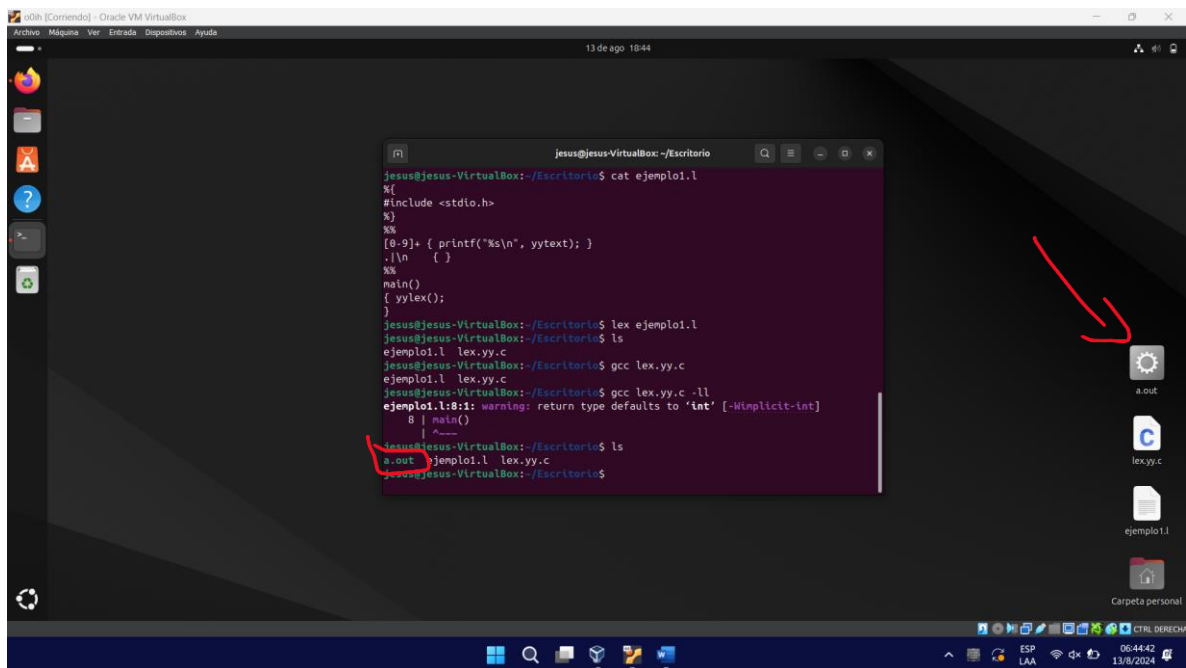 o0ih [Corriendo] - Oracle VM VirtualBox
Archivo Máquina Ver Entrada Dispositivos Ayuda
13 de ago 18:44
jesus@jesus-VirtualBox: ~/Escritorio
jesus@jesus-VirtualBox:~/Escritorio$ cat ejemplo1.l
%{
#include <stdio.h>
%}
%%
[0-9]+ { printf("%s\n", yytext); }
.|\n { }
%%
main()
{ yylex();
}
jesus@jesus-VirtualBox:~/Escritorio$ lex ejemplo1.l
jesus@jesus-VirtualBox:~/Escritorio$ ls
ejemplo1.l lex.yy.c
jesus@jesus-VirtualBox:~/Escritorio$ gcc lex.yy.c
ejemplo1.l lex.yy.c
jesus@jesus-VirtualBox:~/Escritorio$ gcc lex.yy.c -ll
ejemplo1.l:8:1: warning: return type defaults to ‘int’ [-Wimplicit-int]
8 | main()
| ^~~~
jesus@jesus-VirtualBox:~/Escritorio$ ls
a.out ejemplo1.l lex.yy.c
jesus@jesus-VirtualBox:~/Escritorio$
a.out
C
lex.yy.c
ejemplo1.l
Carpeta personal
CTRL DERECHA
ESP
LAA
06:44:42
13/8/2024